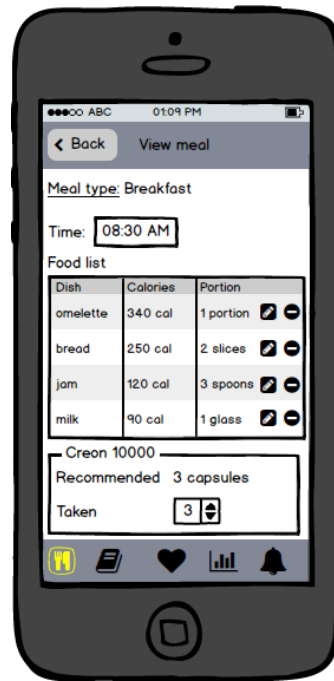 ABC 01:09 PM
Back View meal
Meal type: Breakfast
Time: 08:30 AM
Food list
Dish Calories Portion
omelette 340 cal 1 portion
bread 250 cal 2 slices
jam 120 cal 3 spoons
milk 90 cal 1 glass
Creon 10000
Recommended 3 capsules
Taken 3